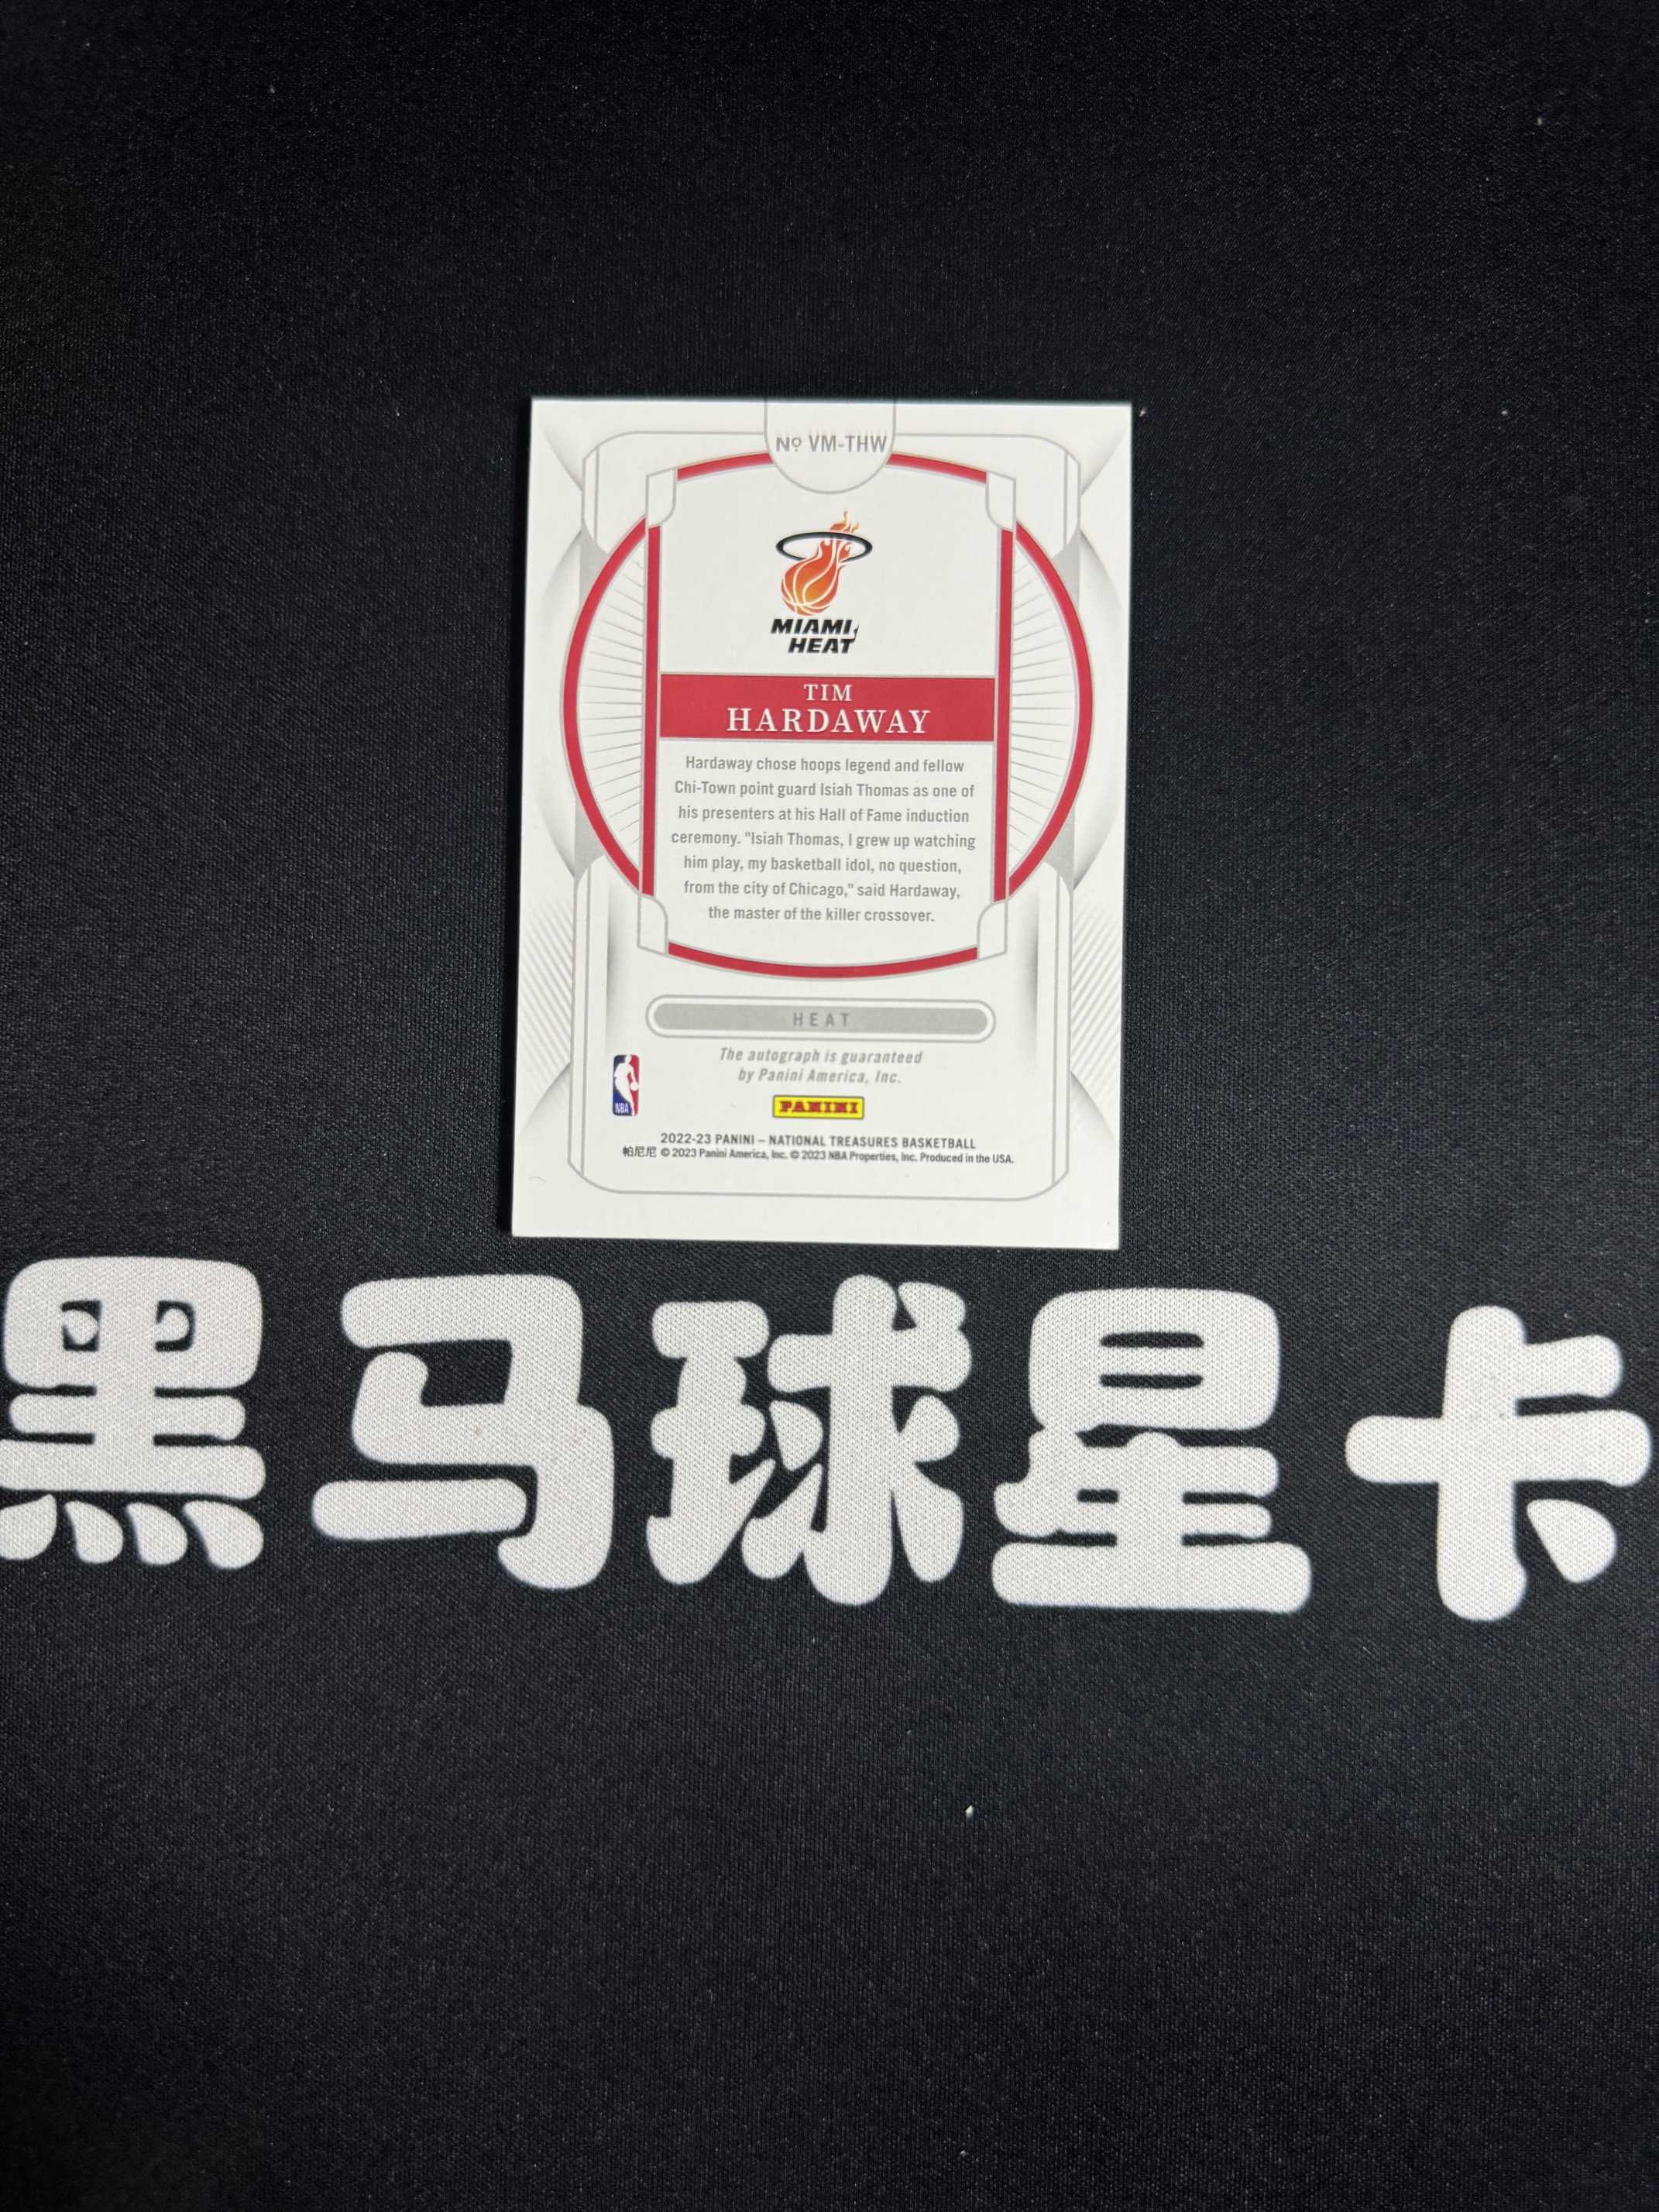 Nº VM-THW
MIAMI
HEAT
TIM
HARDAWAY
Hardaway chose hoops legend and fellow
Chi-Town point guard Isiah Thomas as one of
his presenters at his Hall of Fame induction
ceremony. "Isiah Thomas, I grew up watching
him play, my basketball idol, no question,
from the city of Chicago," said Hardaway,
the master of the killer crossover.
HEAT
The autograph is guaranteed
by Panini America, Inc.
NBA
PANINI
2022-23 PANINI – NATIONAL TREASURES BASKETBALL
帕尼尼 © 2023 Panini America, Inc. © 2023 NBA Properties, Inc. Produced in the USA.
黑马球星卡